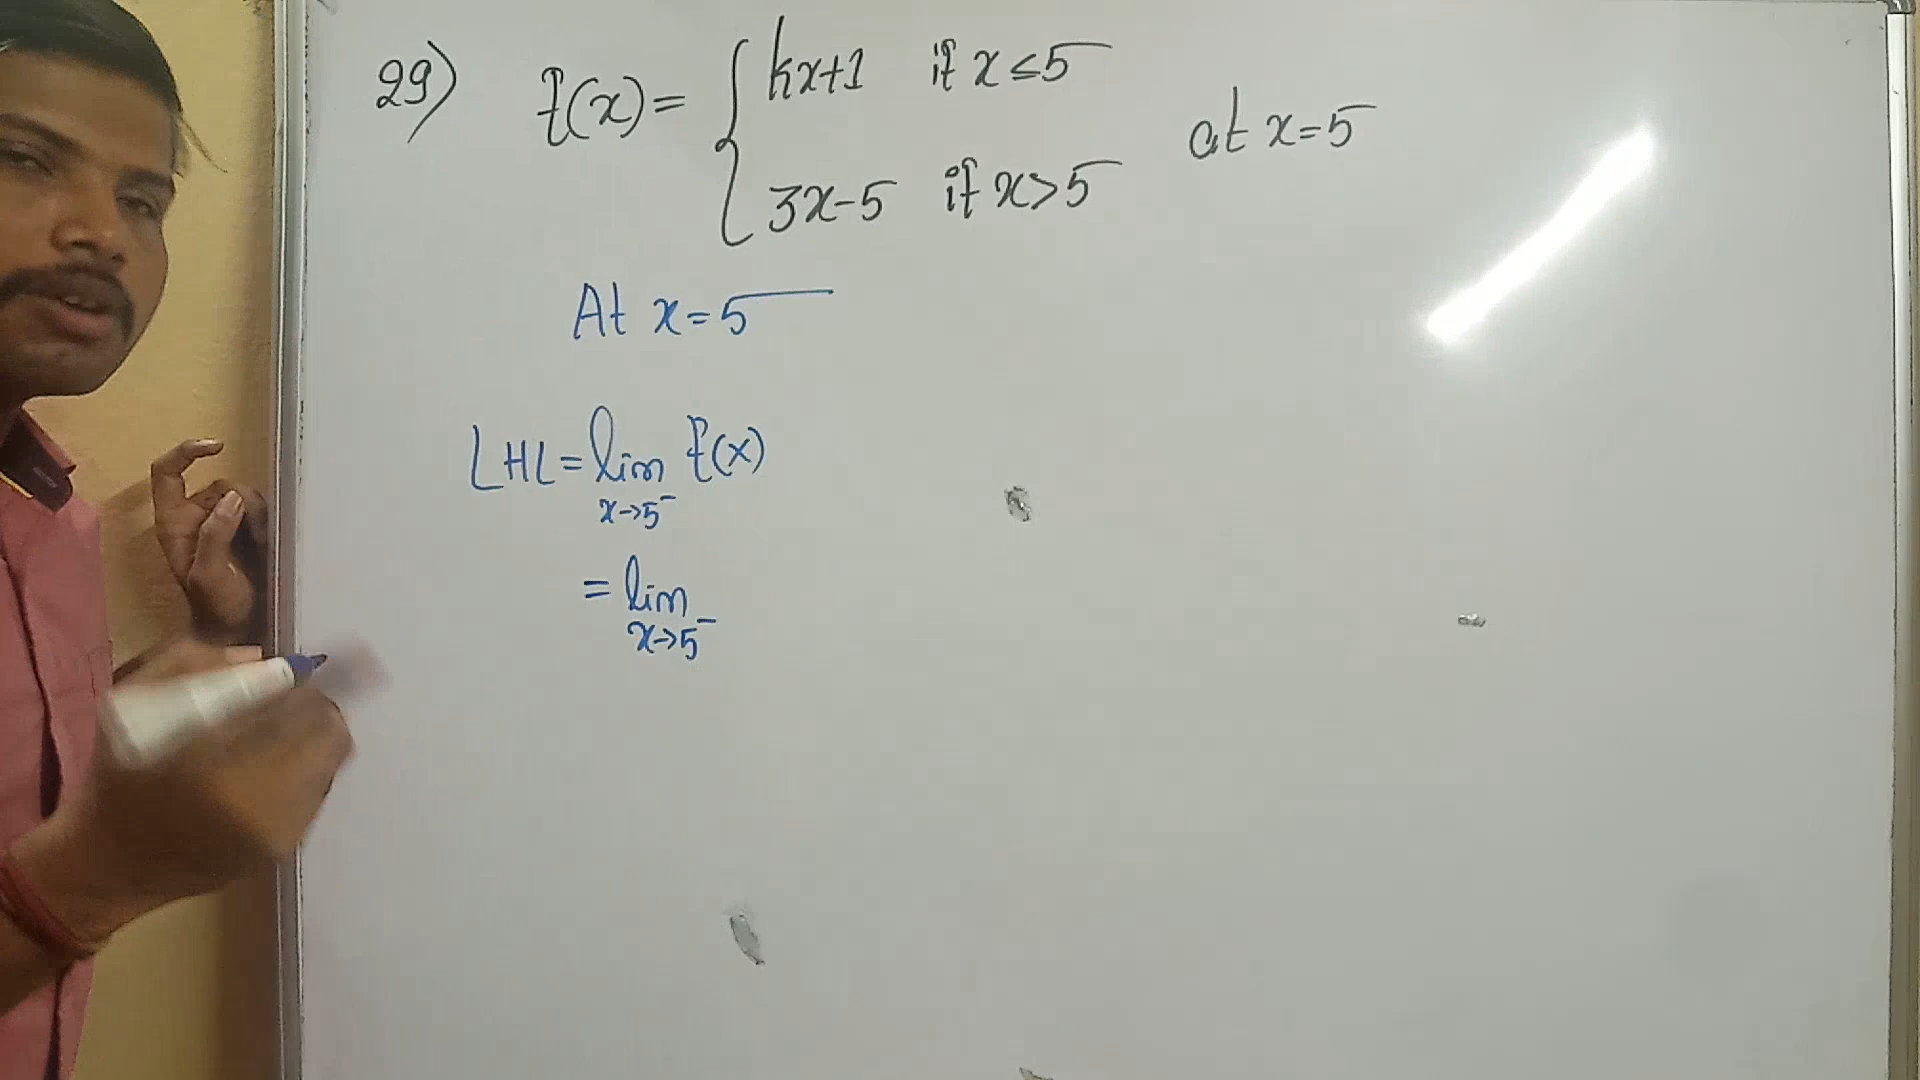 29) f(x) = { kx+1 if x ≤ 5
3x-5 if x > 5 at x=5
At x=5
LHL = lim f(x)
x→5⁻
= lim
x→5⁻